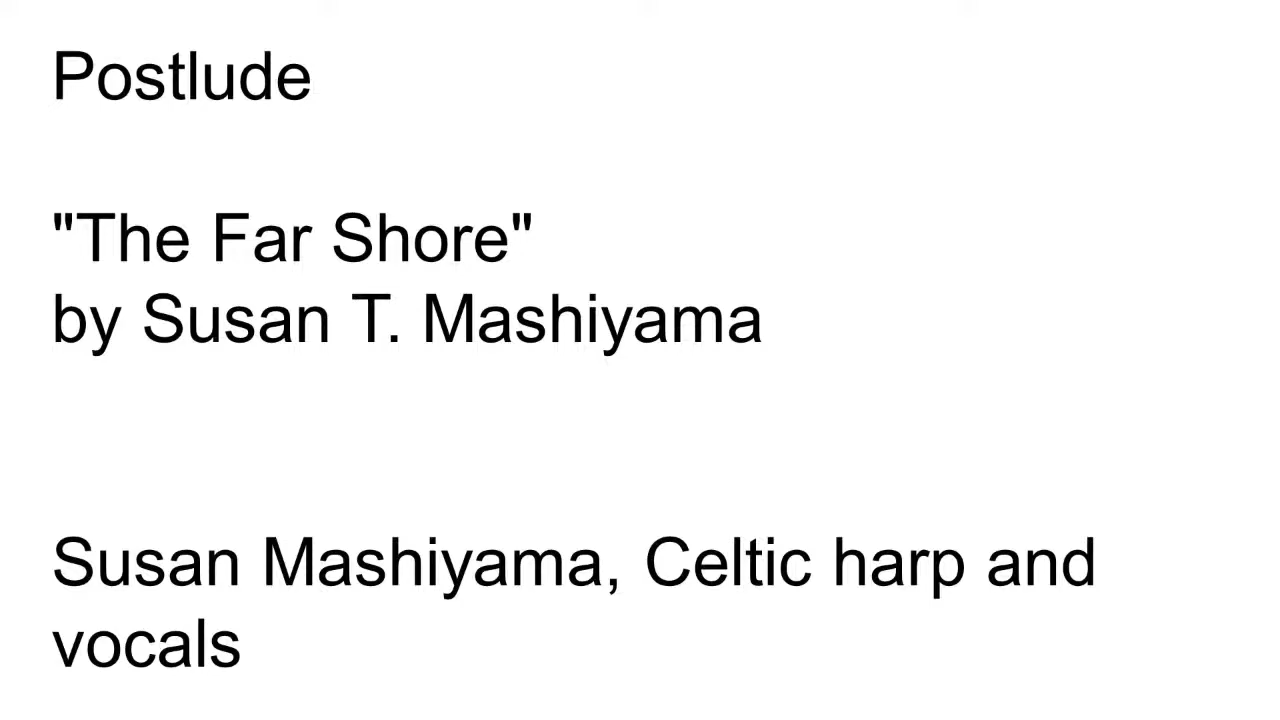 Postlude
"The Far Shore"
by Susan T. Mashiyama
Susan Mashiyama, Celtic harp and
vocals